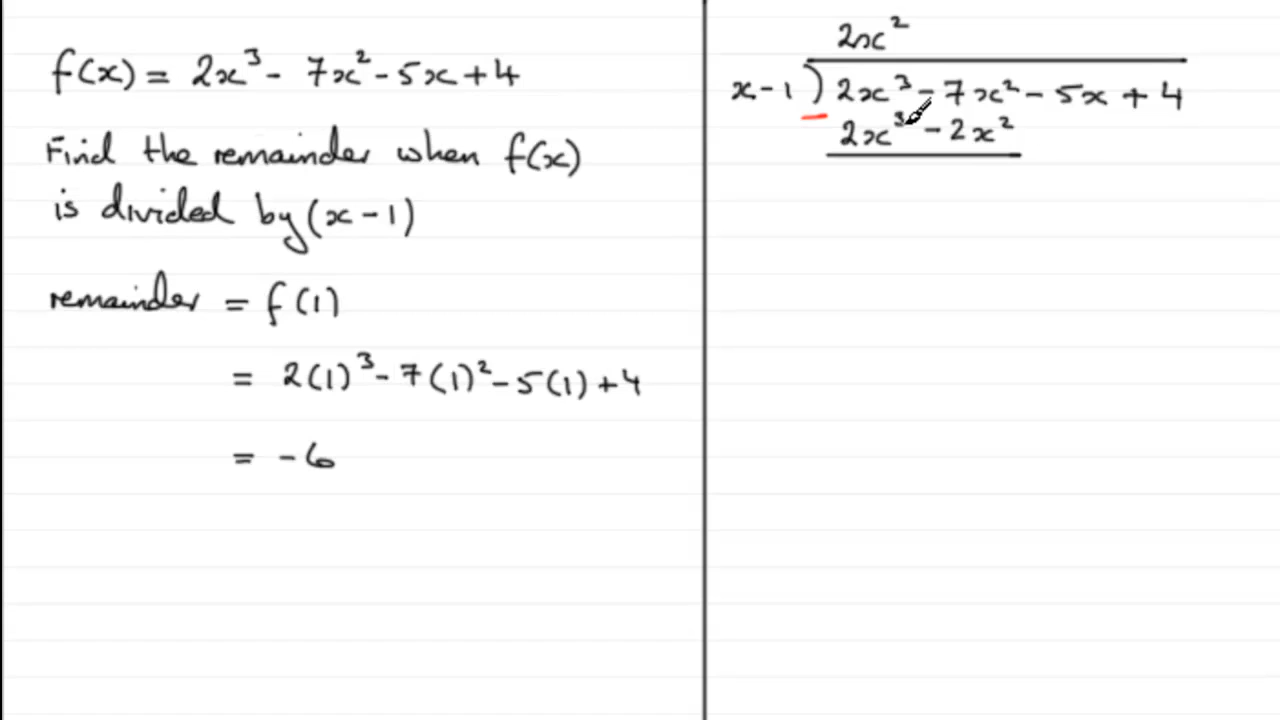 f(x) = 2x³ - 7x² - 5x + 4
Find the remainder when f(x)
is divided by (x - 1)
remainder = f(1)
= 2(1)³ - 7(1)² - 5(1) + 4
= -6
2x²
x - 1 ) 2x³ - 7x² - 5x + 4
2x³ - 2x²